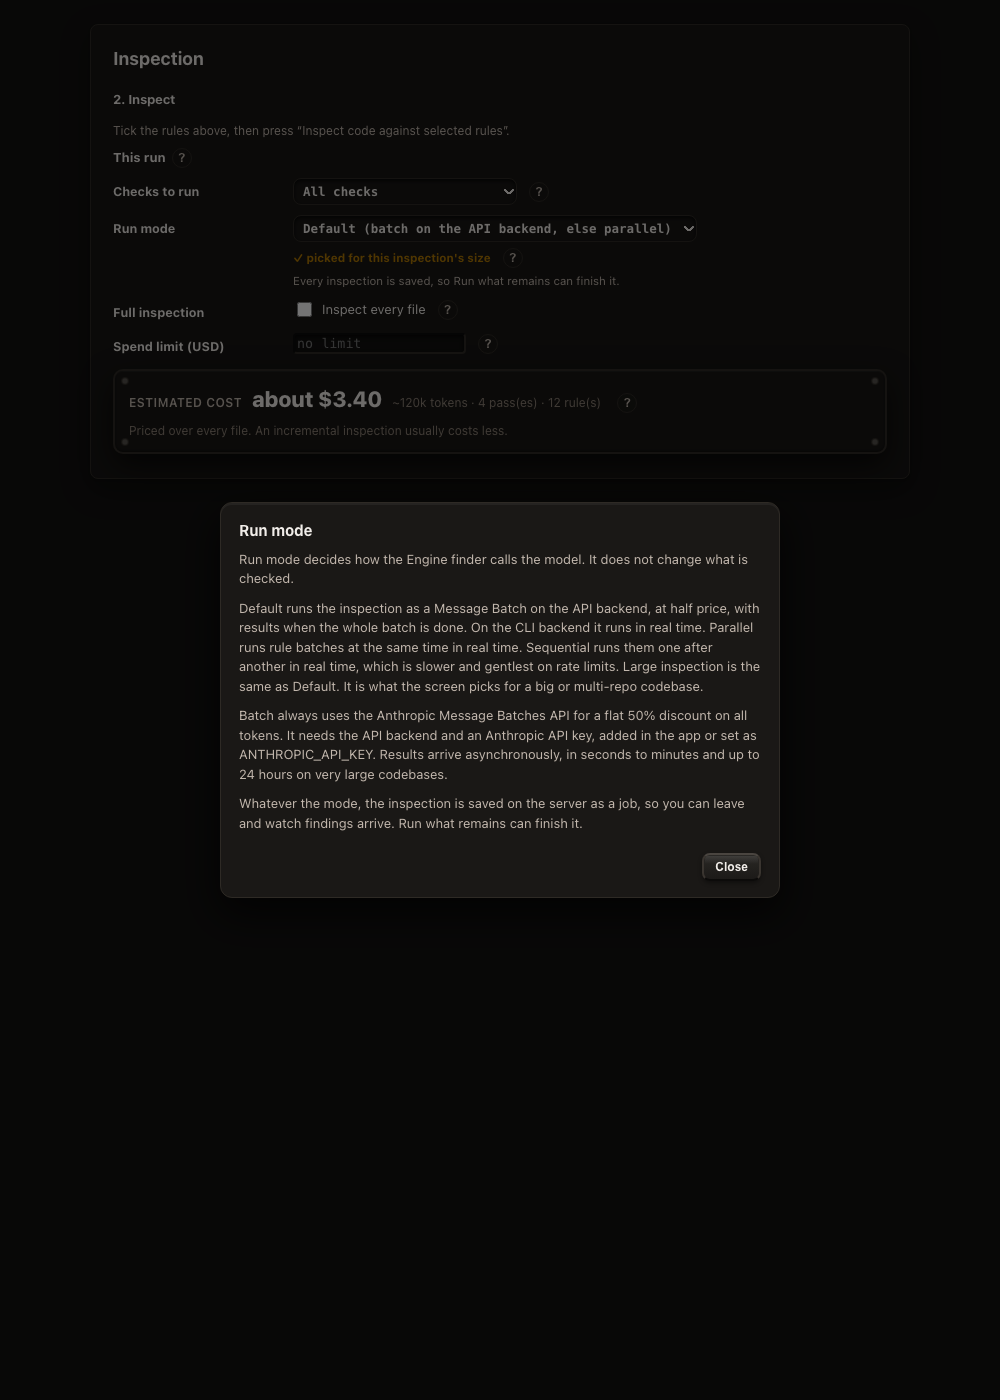 Inspection
2. Inspect
Tick the rules above, then press "Inspect code against selected rules".
This run ?
Checks to run All checks ?
Run mode Default (batch on the API backend, else parallel)
✓ picked for this inspection's size ?
Every inspection is saved, so Run what remains can finish it.
Full inspection Inspect every file ?
Spend limit (USD) no limit ?
ESTIMATED COST about $3.40 ~120k tokens · 4 pass(es) · 12 rule(s) ?
Priced over every file. An incremental inspection usually costs less.
Run mode
Run mode decides how the Engine finder calls the model. It does not change what is
checked.
Default runs the inspection as a Message Batch on the API backend, at half price, with
results when the whole batch is done. On the CLI backend it runs in real time. Parallel
runs rule batches at the same time in real time. Sequential runs them one after
another in real time, which is slower and gentlest on rate limits. Large inspection is the
same as Default. It is what the screen picks for a big or multi-repo codebase.
Batch always uses the Anthropic Message Batches API for a flat 50% discount on all
tokens. It needs the API backend and an Anthropic API key, added in the app or set as
ANTHROPIC_API_KEY. Results arrive asynchronously, in seconds to minutes and up to
24 hours on very large codebases.
Whatever the mode, the inspection is saved on the server as a job, so you can leave
and watch findings arrive. Run what remains can finish it.
Close